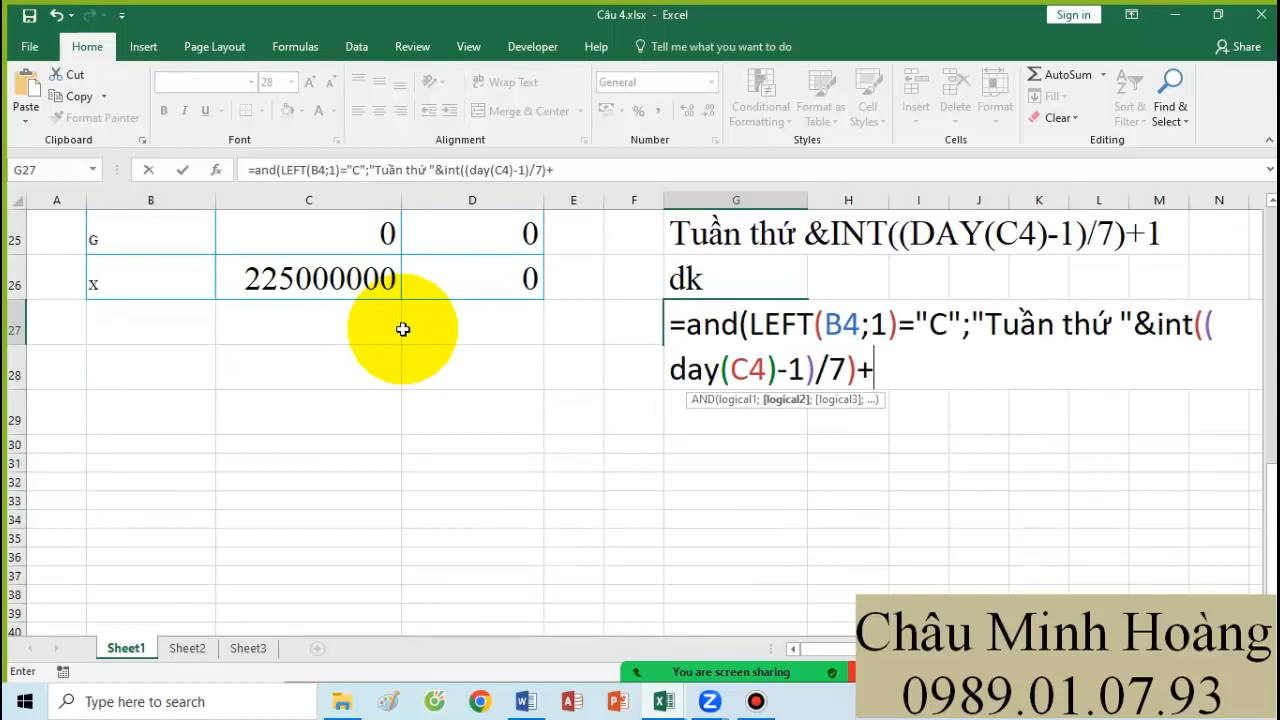 Câu 4.xlsx - Excel
Sign in
File Home Insert Page Layout Formulas Data Review View Developer Help Tell me what you want to do Share
Paste
Cut
Copy
Format Painter
Clipboard
28
B I U
Font
Wrap Text
Merge & Center
Alignment
General
Number
Conditional Formatting
Format as Table
Cell Styles
Styles
Insert Delete Format
Cells
AutoSum
Fill
Clear
Sort & Filter
Find & Select
Editing
G27 =and(LEFT(B4;1)="C";"Tuần thứ "&int((day(C4)-1)/7)+
A B C D E F G H I J K L M N
25 G 0 0 Tuần thứ &INT((DAY(C4)-1)/7)+1
26 X 225000000 0 dk
27 =and(LEFT(B4;1)="C";"Tuần thứ "&int((
28 day(C4)-1)/7)+
AND(logical1; [logical2]; [logical3]; ...)
29
30
31
32
33
34
35
36
37
38
39
40
Sheet1 Sheet2 Sheet3
Enter
You are screen sharing
Type here to search
Châu Minh Hoàng
0989.01.07.93